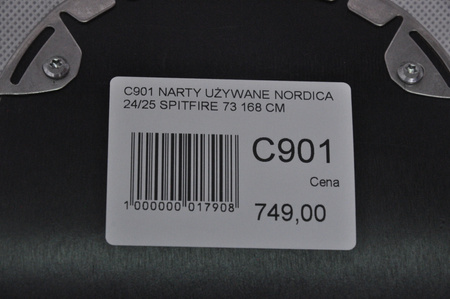 C901 NARTY UŻYWANE NORDICA
24/25 SPITFIRE 73 168 CM
C901
Cena
1 000000 017908
749,00